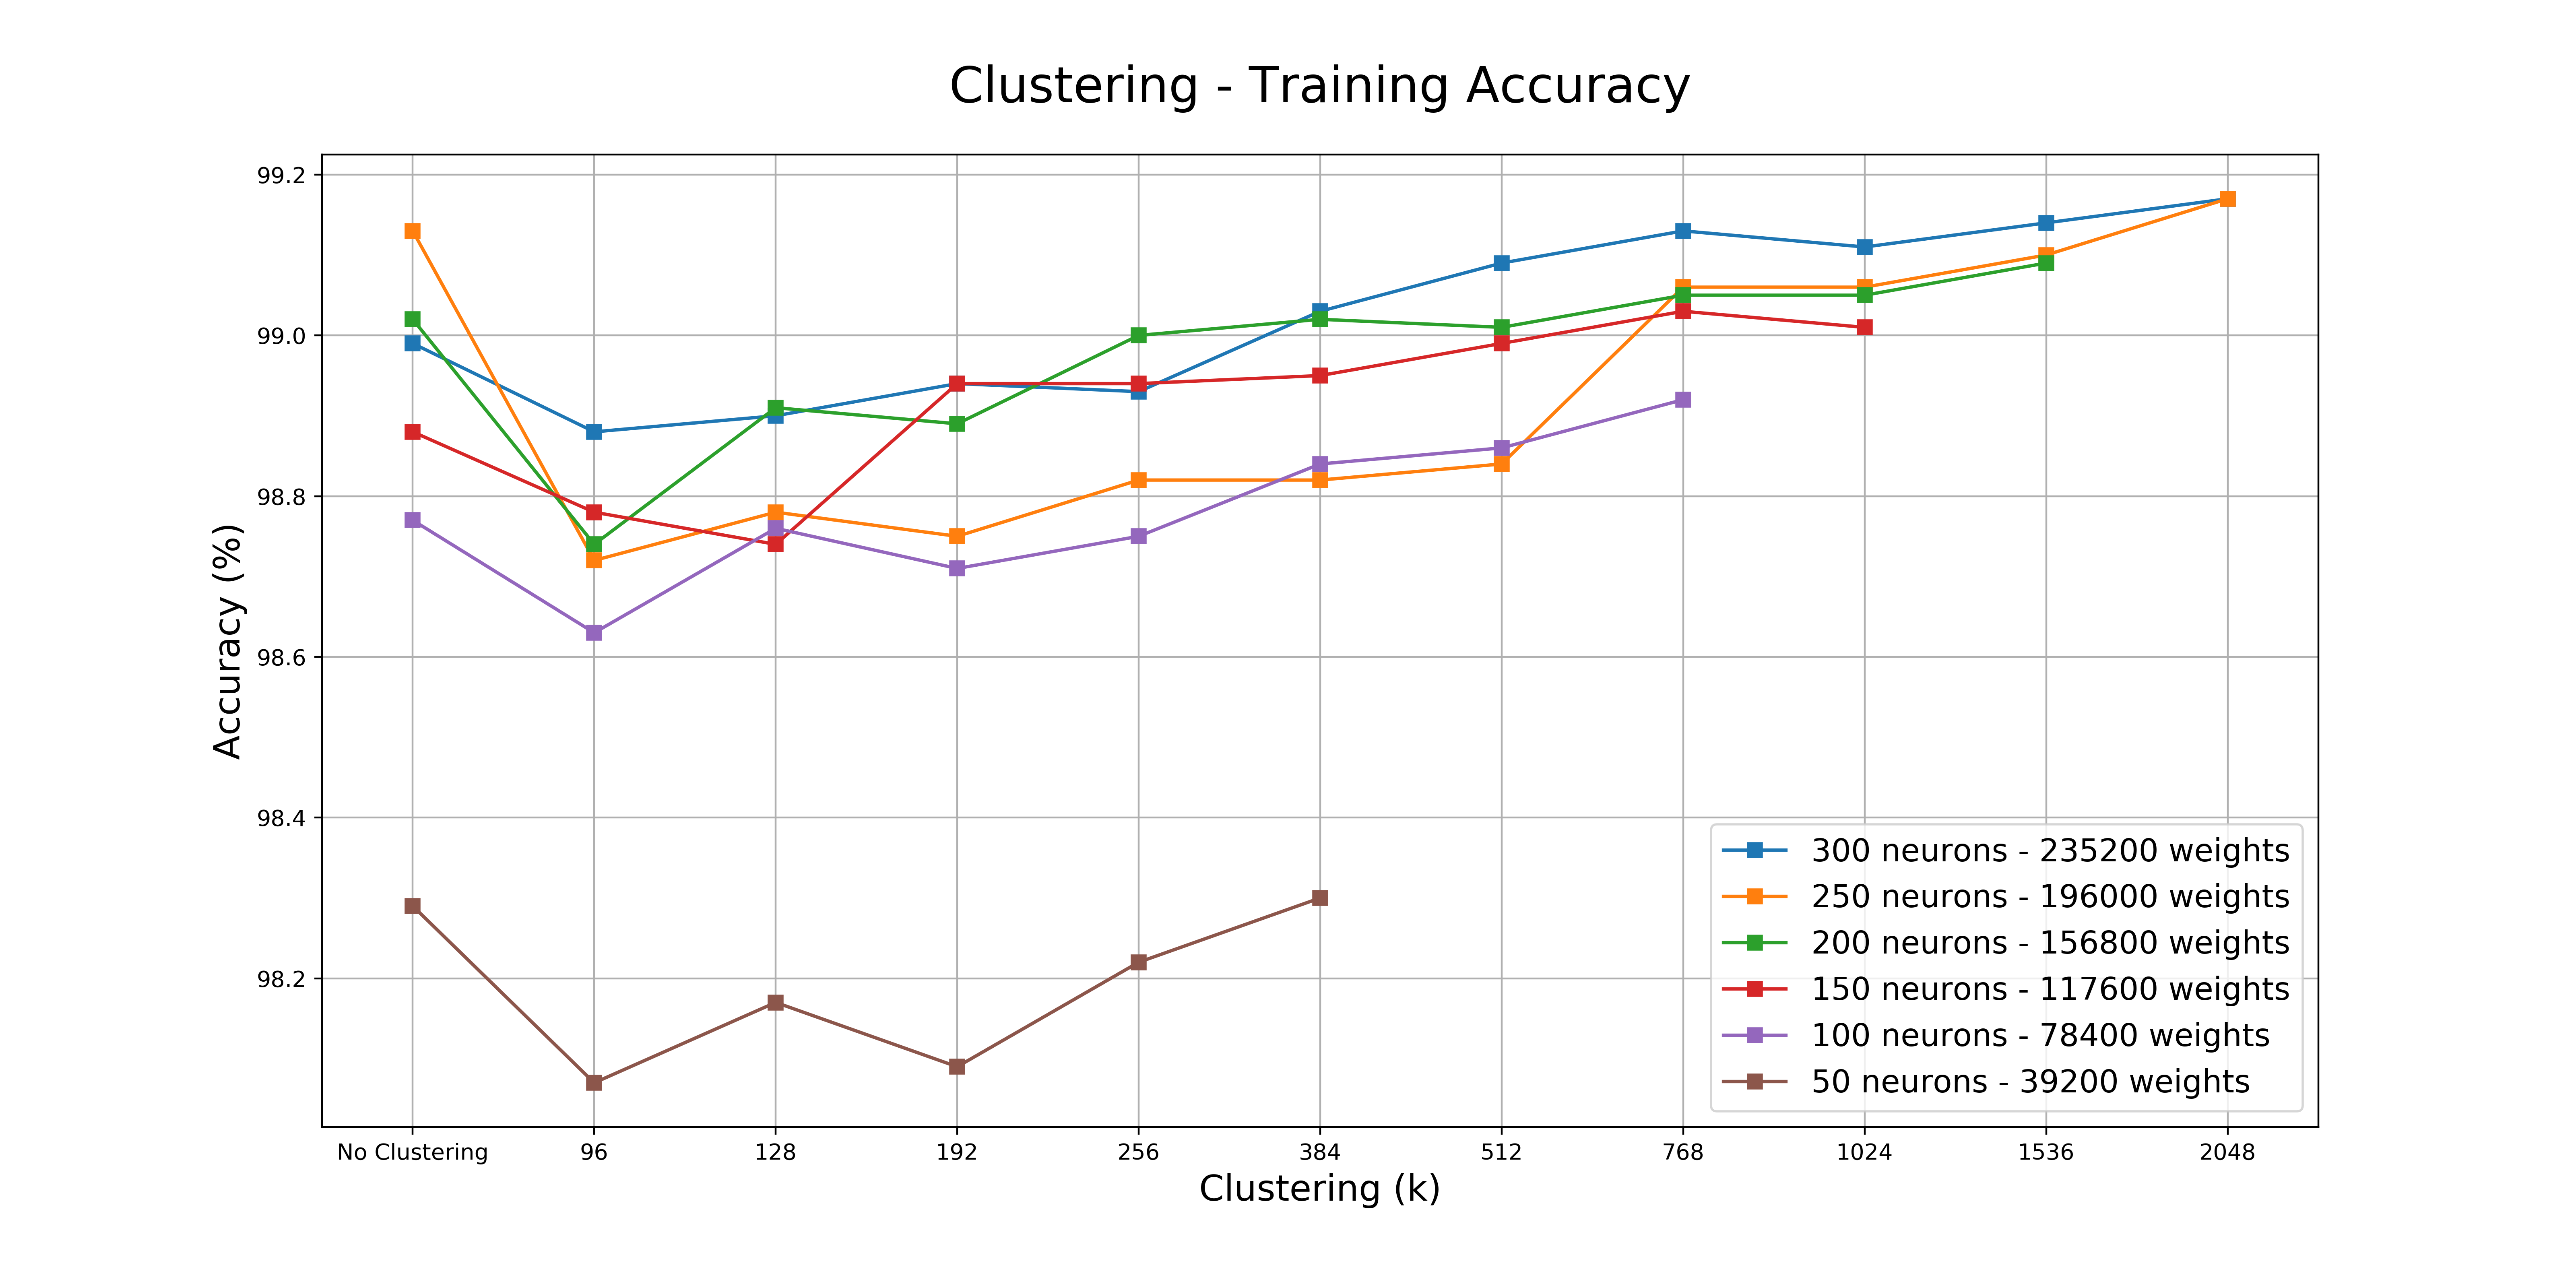 Clustering - Training Accuracy
99.2
99.0
98.8
98.6
98.4
98.2
Accuracy (%)
300 neurons - 235200 weights
250 neurons - 196000 weights
200 neurons - 156800 weights
150 neurons - 117600 weights
100 neurons - 78400 weights
50 neurons - 39200 weights
No Clustering 96 128 192 256 384 512 768 1024 1536 2048
Clustering (k)